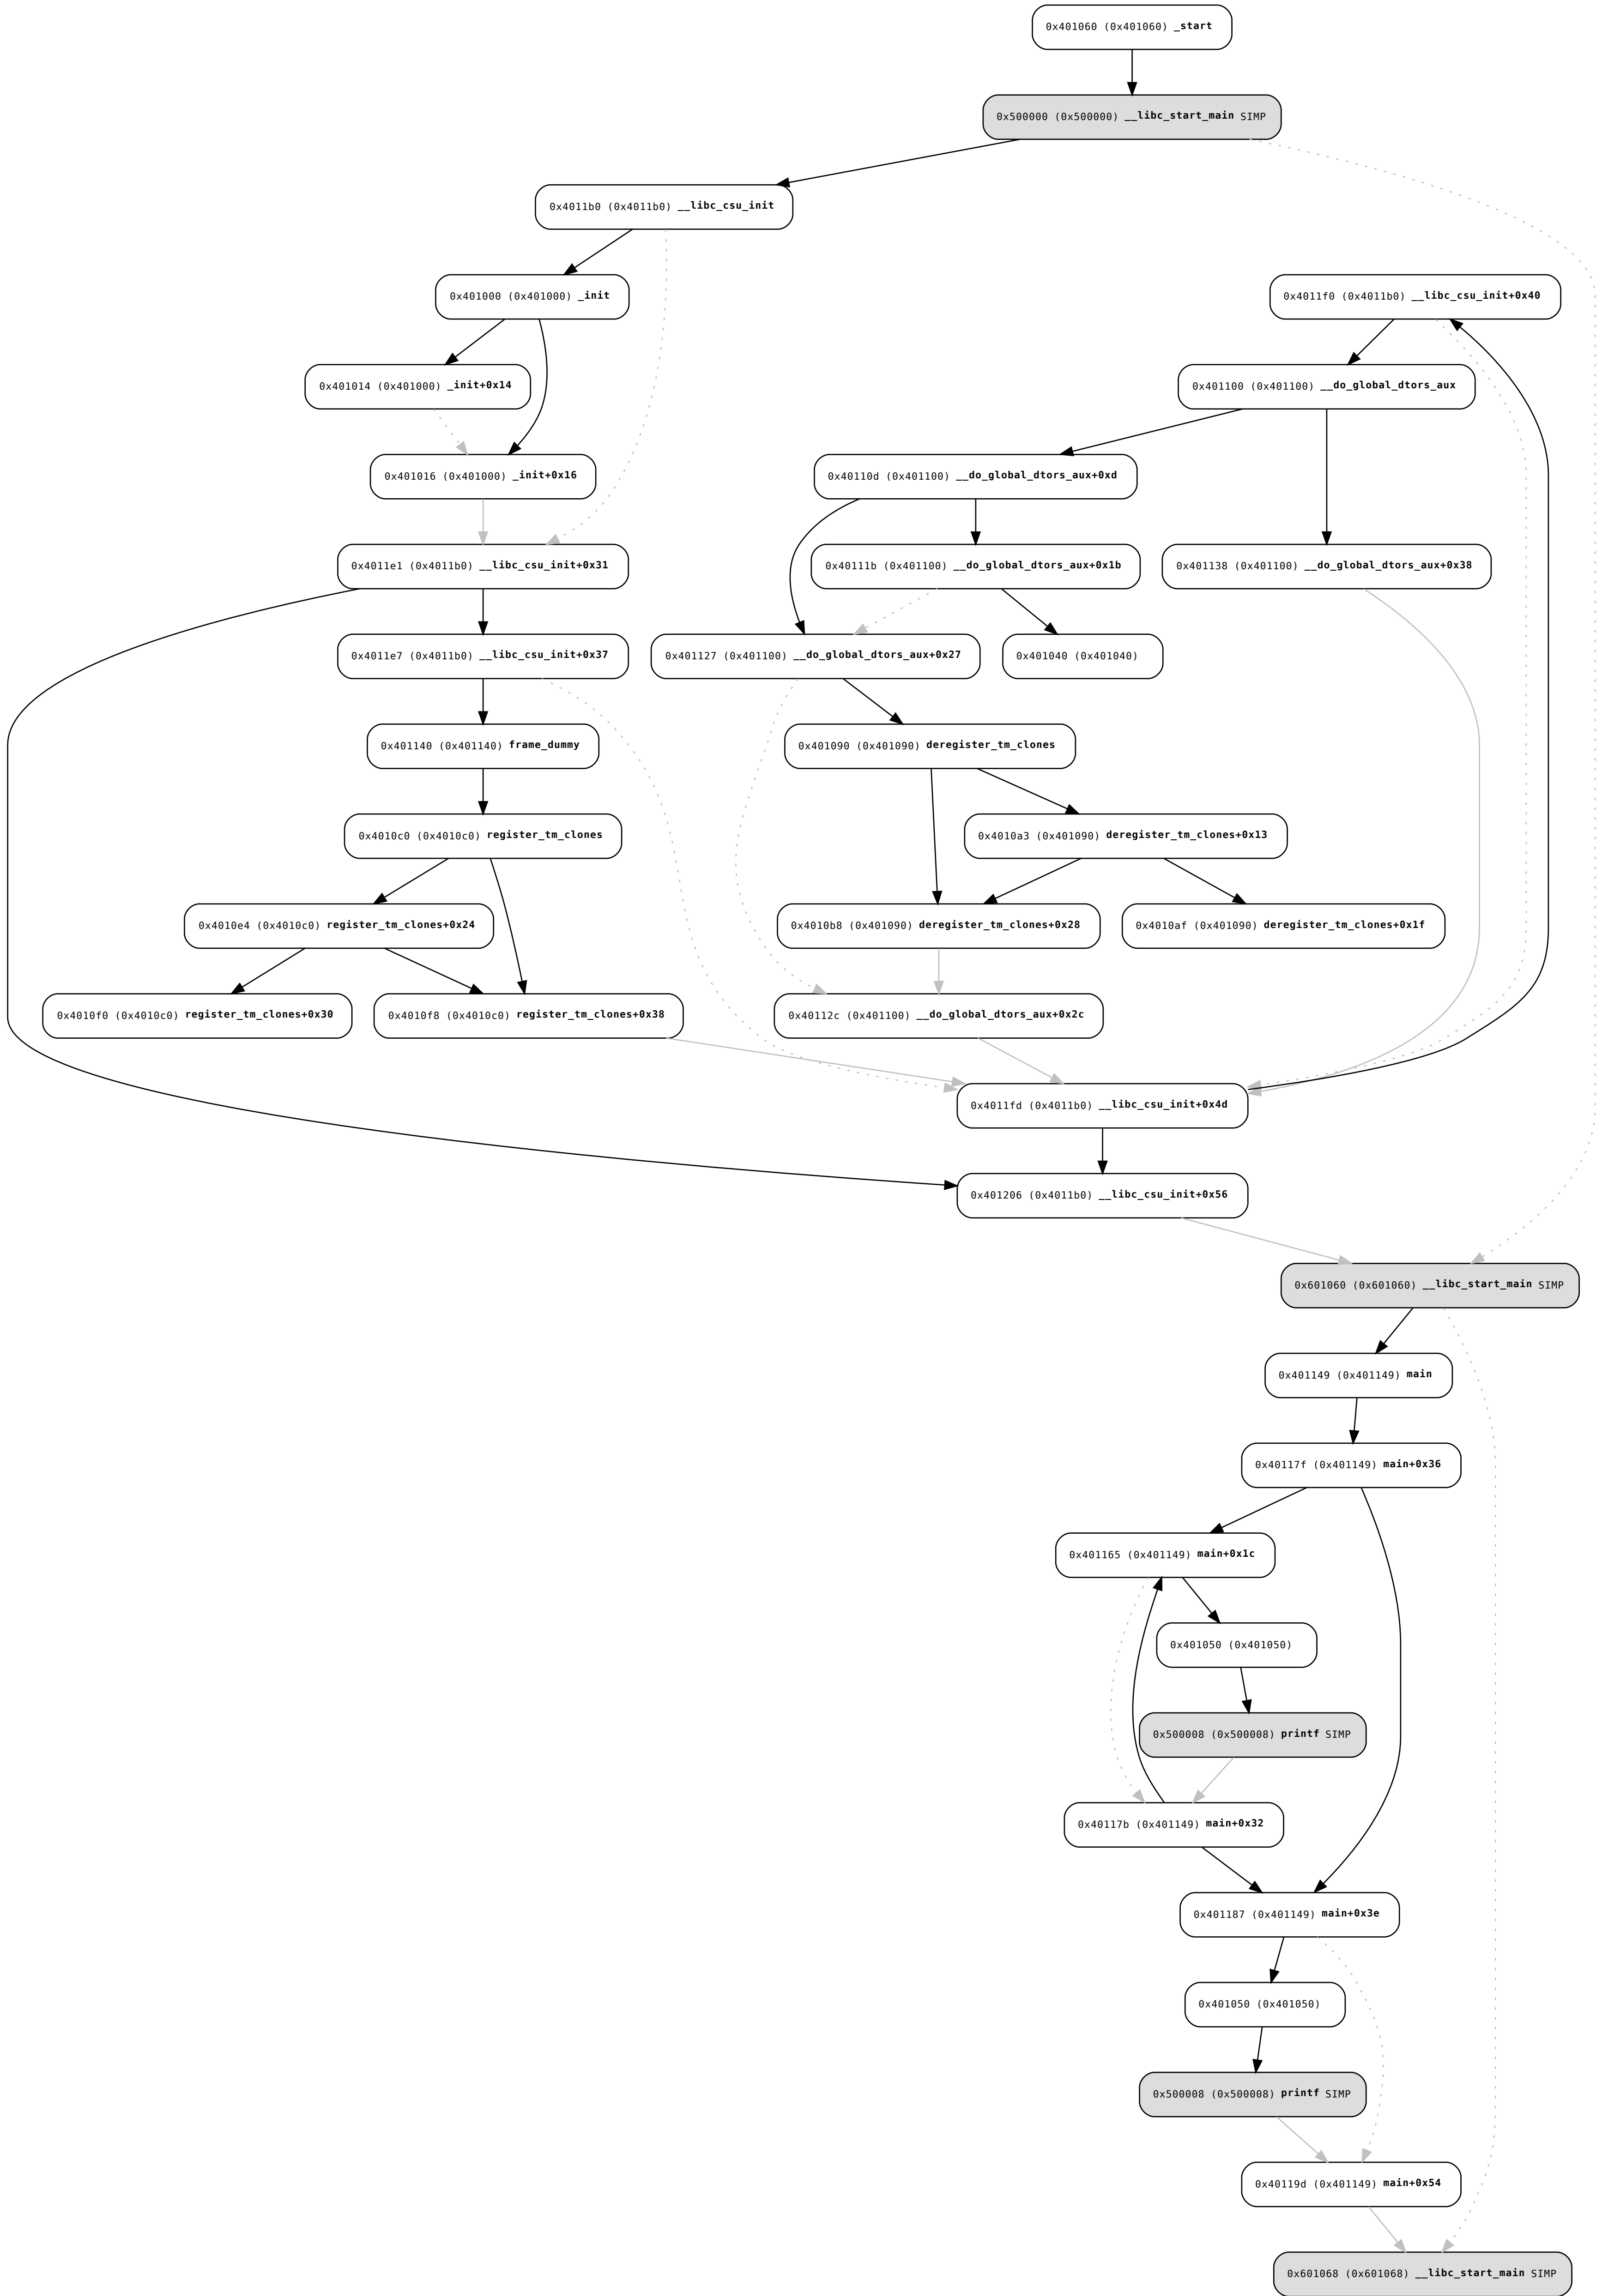 0x401060 (0x401060) _start
0x500000 (0x500000) __libc_start_main SIMP
0x4011b0 (0x4011b0) __libc_csu_init
0x401000 (0x401000) _init
0x4011f0 (0x4011b0) __libc_csu_init+0x40
0x401014 (0x401000) _init+0x14
0x401100 (0x401100) __do_global_dtors_aux
0x401016 (0x401000) _init+0x16
0x40110d (0x401100) __do_global_dtors_aux+0xd
0x4011e1 (0x4011b0) __libc_csu_init+0x31
0x40111b (0x401100) __do_global_dtors_aux+0x1b
0x401138 (0x401100) __do_global_dtors_aux+0x38
0x4011e7 (0x4011b0) __libc_csu_init+0x37
0x401127 (0x401100) __do_global_dtors_aux+0x27
0x401040 (0x401040)
0x401140 (0x401140) frame_dummy
0x401090 (0x401090) deregister_tm_clones
0x4010c0 (0x4010c0) register_tm_clones
0x4010a3 (0x401090) deregister_tm_clones+0x13
0x4010e4 (0x4010c0) register_tm_clones+0x24
0x4010b8 (0x401090) deregister_tm_clones+0x28
0x4010af (0x401090) deregister_tm_clones+0x1f
0x4010f0 (0x4010c0) register_tm_clones+0x30
0x4010f8 (0x4010c0) register_tm_clones+0x38
0x40112c (0x401100) __do_global_dtors_aux+0x2c
0x4011fd (0x4011b0) __libc_csu_init+0x4d
0x401206 (0x4011b0) __libc_csu_init+0x56
0x601060 (0x601060) __libc_start_main SIMP
0x401149 (0x401149) main
0x40117f (0x401149) main+0x36
0x401165 (0x401149) main+0x1c
0x401050 (0x401050)
0x500008 (0x500008) printf SIMP
0x40117b (0x401149) main+0x32
0x401187 (0x401149) main+0x3e
0x401050 (0x401050)
0x500008 (0x500008) printf SIMP
0x40119d (0x401149) main+0x54
0x601068 (0x601068) __libc_start_main SIMP